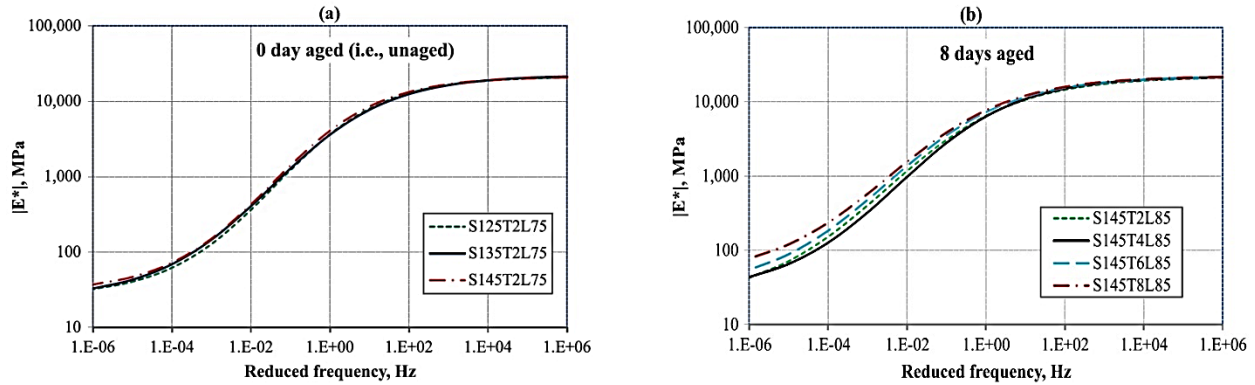 (a)
0 day aged (i.e., unaged)
|E*|, MPa
100,000
10,000
1,000
100
10
S125T2L75
S135T2L75
S145T2L75
1.E-06
1.E-04
1.E-02
1.E+00
1.E+02
1.E+04
1.E+06
Reduced frequency, Hz
(b)
8 days aged
|E*|, MPa
100,000
10,000
1,000
100
10
S145T2L85
S145T4L85
S145T6L85
S145T8L85
1.E-06
1.E-04
1.E-02
1.E+00
1.E+02
1.E+04
1.E+06
Reduced frequency, Hz